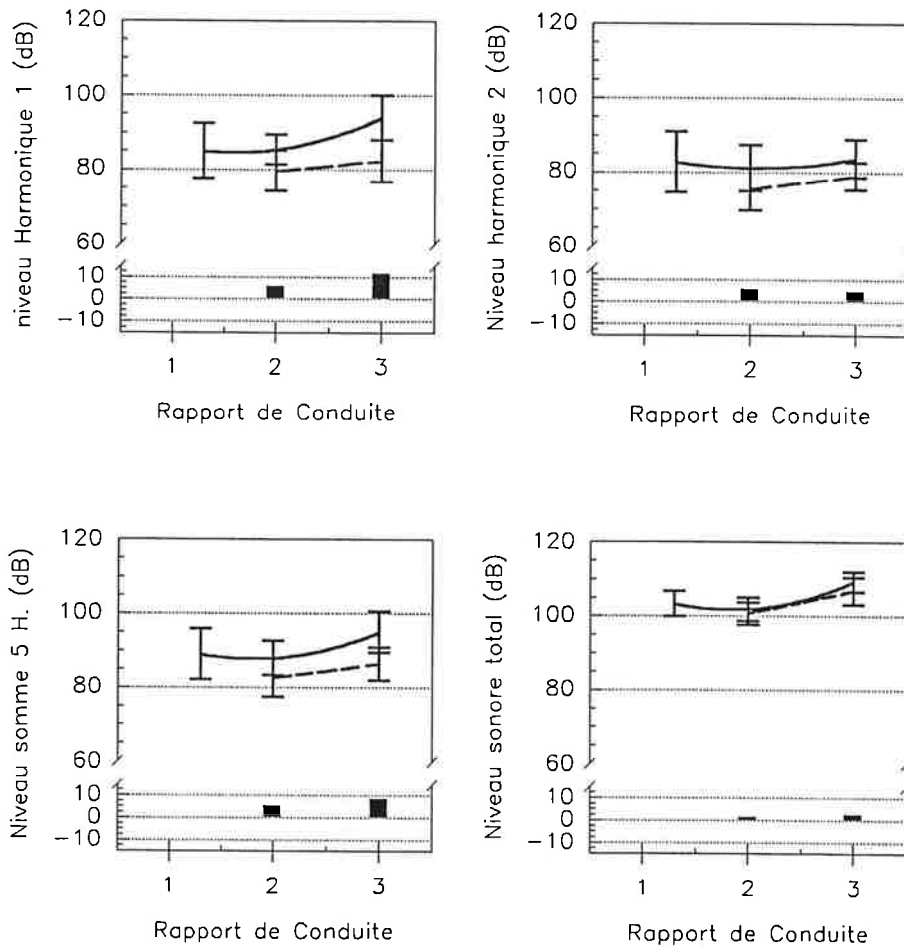 niveau Harmonique 1 (dB)
120
100
80
60
10
0
−10
1 2 3
Rapport de Conduite
Niveau harmonique 2 (dB)
120
100
80
60
10
0
−10
1 2 3
Rapport de Conduite
Niveau somme 5 H. (dB)
120
100
80
60
10
0
−10
1 2 3
Rapport de Conduite
Niveau sonore total (dB)
120
100
80
60
10
0
−10
1 2 3
Rapport de Conduite